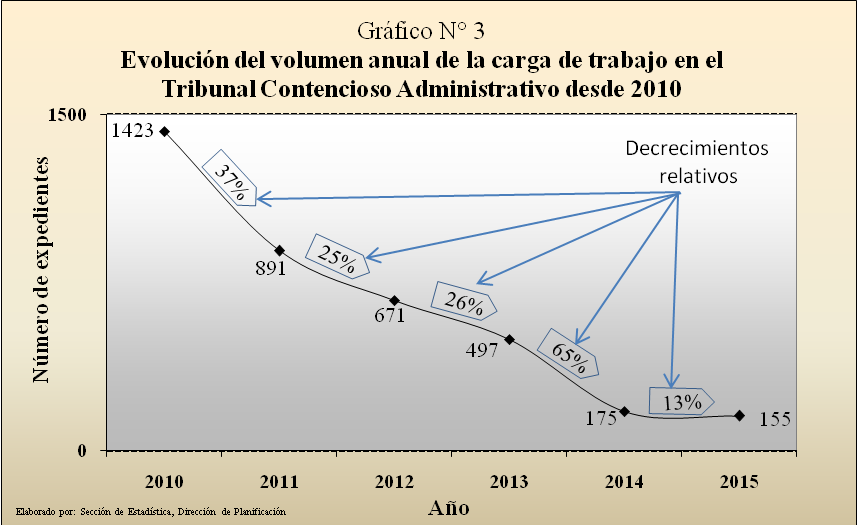 Gráfico N° 3
Evolución del volumen anual de la carga de trabajo en el
Tribunal Contencioso Administrativo desde 2010
1500
0
Número de expedientes
1423
891
671
497
175
155
37%
25%
26%
65%
13%
Decrecimientos
relativos
2010 2011 2012 2013 2014 2015
Año
Elaborado por: Sección de Estadística, Dirección de Planificación